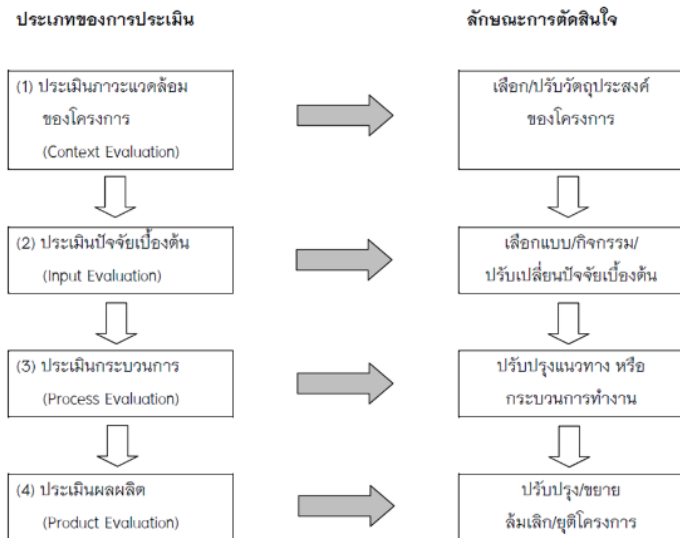 ประเภทของการประเมิน
ลักษณะการตัดสินใจ
(1) ประเมินภาวะแวดล้อม
ของโครงการ
(Context Evaluation)
เลือก/ปรับวัตถุประสงค์
ของโครงการ
(2) ประเมินปัจจัยเบื้องต้น
(Input Evaluation)
เลือกแบบ/กิจกรรม/
ปรับเปลี่ยนปัจจัยเบื้องต้น
(3) ประเมินกระบวนการ
(Process Evaluation)
ปรับปรุงแนวทาง หรือ
กระบวนการทำงาน
(4) ประเมินผลผลิต
(Product Evaluation)
ปรับปรุง/ขยาย
ล้มเลิก/ยุติโครงการ